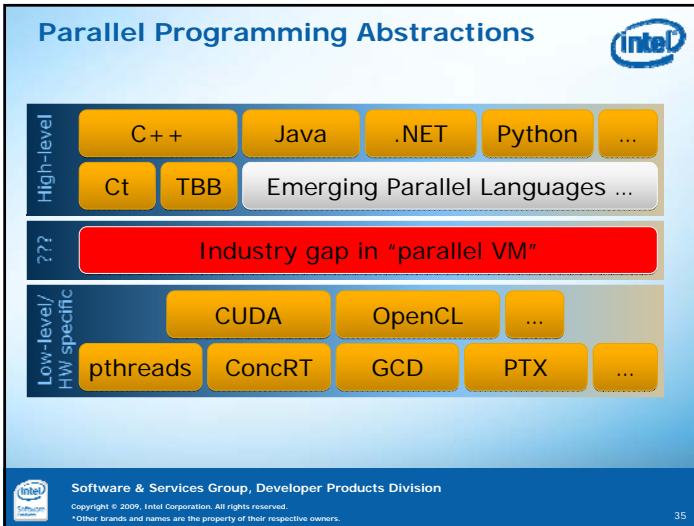 Parallel Programming Abstractions
intel
High-level
C++ Java .NET Python ...
Ct TBB Emerging Parallel Languages ...
???
Industry gap in “parallel VM”
Low-level/
HW specific
CUDA OpenCL ...
pthreads ConcRT GCD PTX ...
intel
Software
Software & Services Group, Developer Products Division
Copyright © 2009, Intel Corporation. All rights reserved.
*Other brands and names are the property of their respective owners.
35